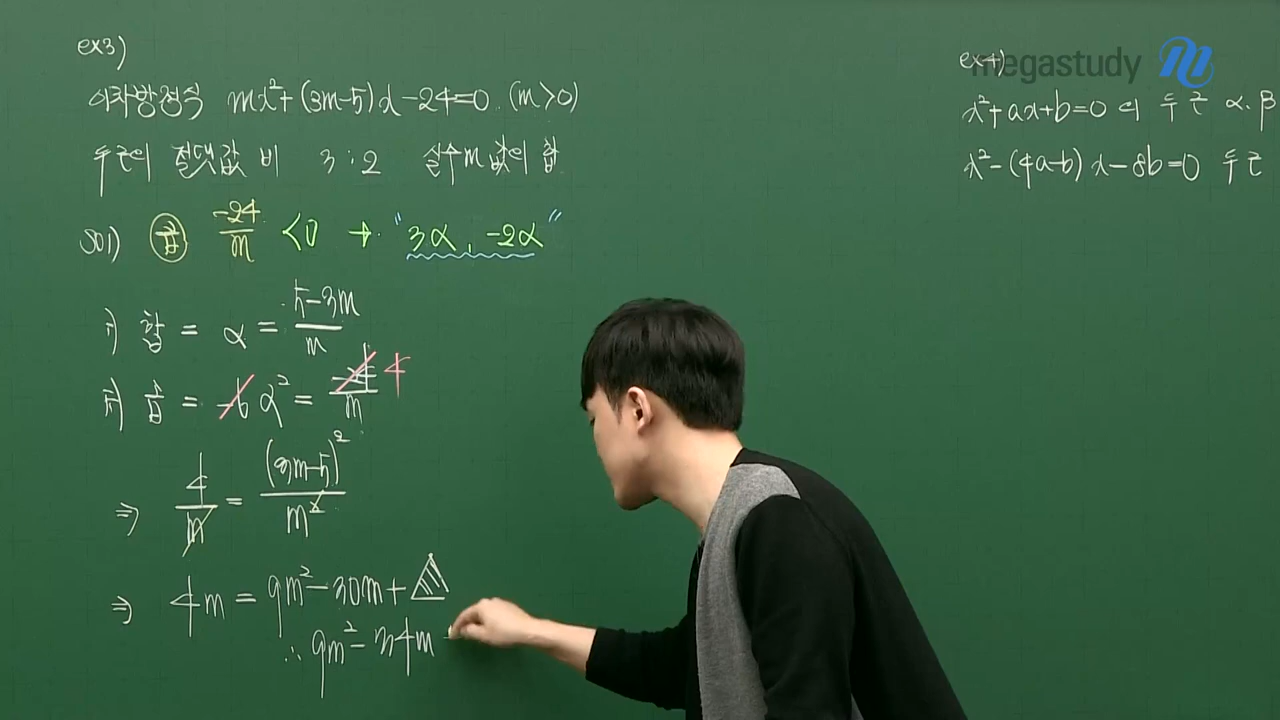 ex3)
이차방정식 mx²+(3m-5)x-24=0. (m>0)
두근의 절댓값 비 3:2 실수m값의 합
sol) 곱 -24/m <0 → "3α, -2α"
i) 합 = α = 5-3m/m
ii) 곱 = -6α² = -24/m 4
⇒ 4/m = (3m-5)²/m²
⇒ 4m = 9m²-30m+△
∴ 9m²-34m
megastudy
ex4)
x²+ax+b=0 의 두근 α, β
x²-(4a-b)x-8b=0 두근